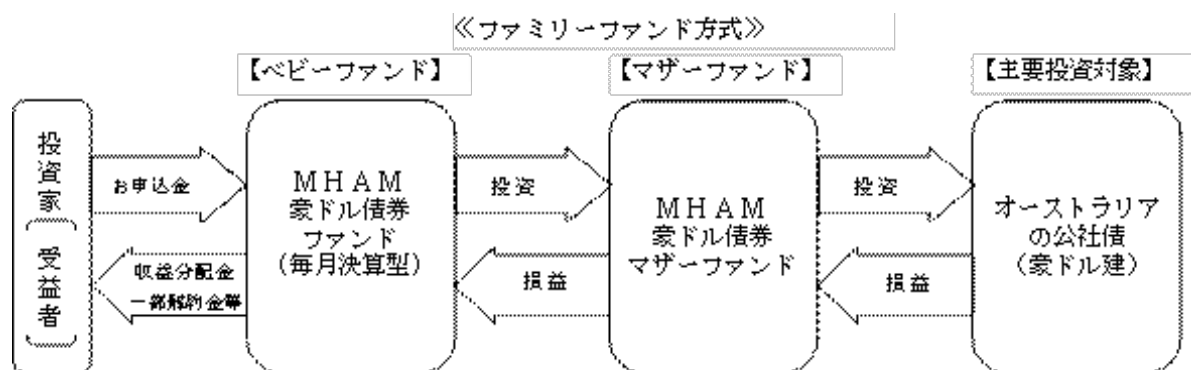 ≪ファミリーファンド方式≫
【ベビーファンド】
【マザーファンド】
【主要投資対象】
投資家
受益者
お申込金
収益分配金
一部解約金等
MHAM
豪ドル債券
ファンド
(毎月決算型)
投資
損益
MHAM
豪ドル債券
マザーファンド
投資
損益
オーストラリア
の公社債
(豪ドル建)